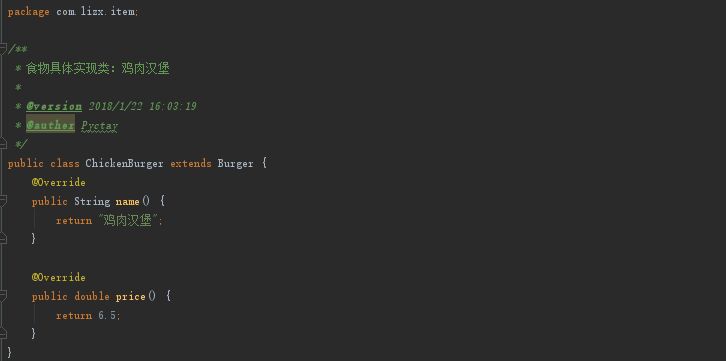 package com.lizx.item;
/**
* 食物具体实现类：鸡肉汉堡
*
* @version 2018/1/22 16:03:19
* @auther Pyctay
*/
public class ChickenBurger extends Burger {
@Override
public String name() {
return "鸡肉汉堡";
}
@Override
public double price() {
return 6.5;
}
}